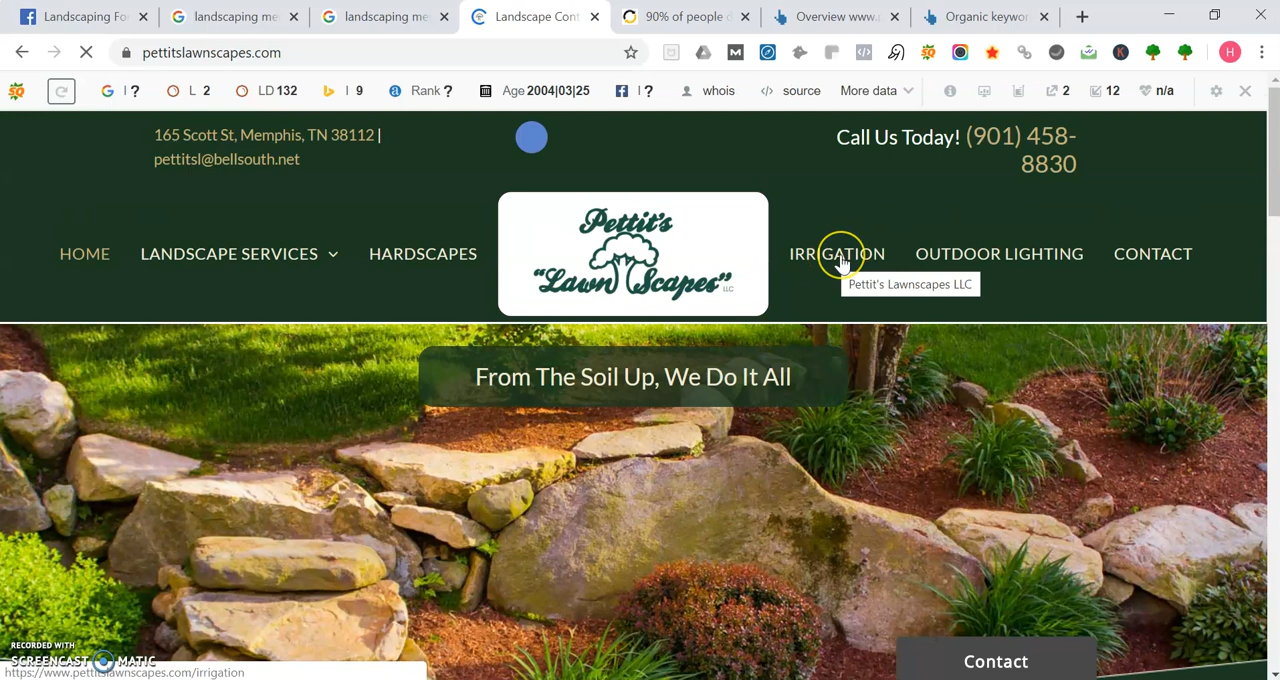 Landscaping Fo
landscaping me
landscaping me
Landscape Cont
90% of people d
Overview www.p
Organic keywor
pettitslawnscapes.com
M
K
H
SQ
I ?
L 2
LD 132
I 9
Rank ?
Age 2004|03|25
I ?
whois
source
More data
2
12
n/a
165 Scott St, Memphis, TN 38112 |
pettitsl@bellsouth.net
Call Us Today! (901) 458-
8830
HOME
LANDSCAPE SERVICES
HARDSCAPES
Pettit's
"Lawn Scapes"
LLC
IRRIGATION
OUTDOOR LIGHTING
CONTACT
Pettit's Lawnscapes LLC
From The Soil Up, We Do It All
Contact
RECORDED WITH
SCREENCAST MATIC
https://www.pettitslawnscapes.com/irrigation